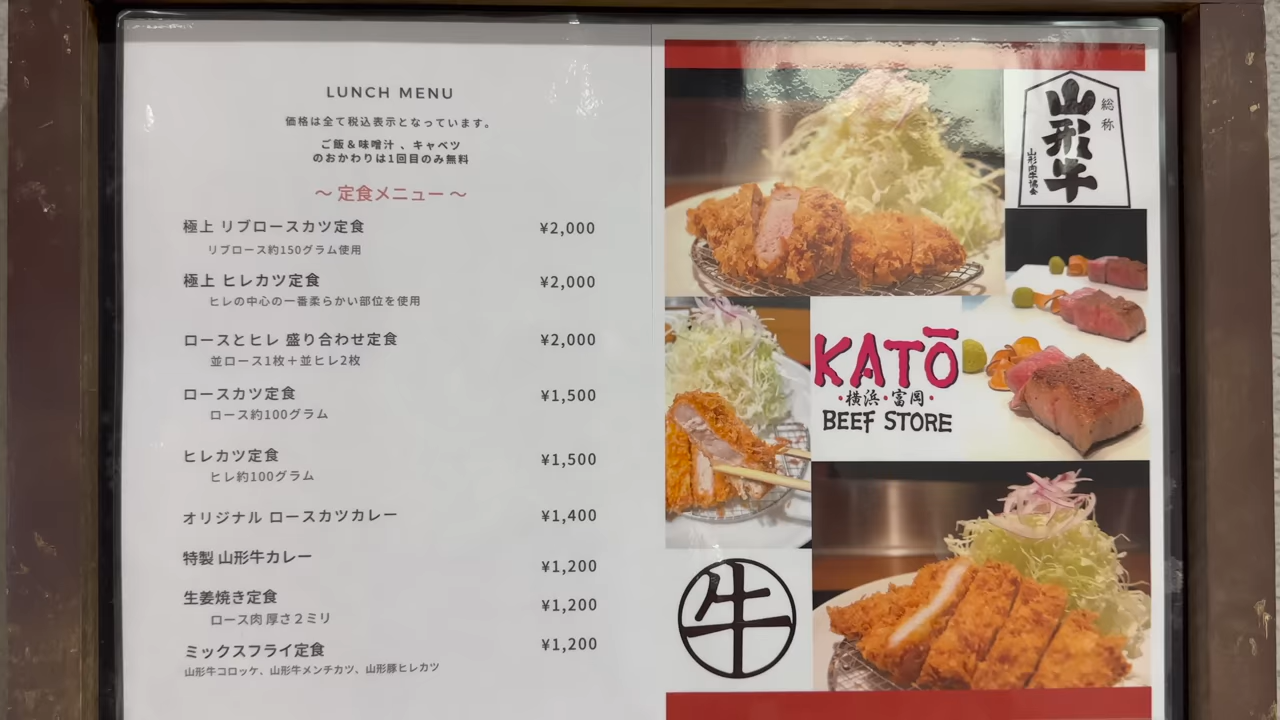 LUNCH MENU
価格は全て税込表示となっています。
ご飯＆味噌汁 、キャベツ
のおかわりは1回目のみ無料
〜 定食メニュー 〜
極上 リブロースカツ定食 ¥2,000
リブロース約150グラム使用
極上 ヒレカツ定食 ¥2,000
ヒレの中心の一番柔らかい部位を使用
ロースとヒレ 盛り合わせ定食 ¥2,000
並ロース1枚＋並ヒレ2枚
ロースカツ定食 ¥1,500
ロース約100グラム
ヒレカツ定食 ¥1,500
ヒレ約100グラム
オリジナル ロースカツカレー ¥1,400
特製 山形牛カレー ¥1,200
生姜焼き定食 ¥1,200
ロース肉 厚さ２ミリ
ミックスフライ定食 ¥1,200
山形牛コロッケ、山形牛メンチカツ、山形豚ヒレカツ
総称
山形牛
山形肉牛協会
KATŌ
・横浜・富岡・
BEEF STORE
牛